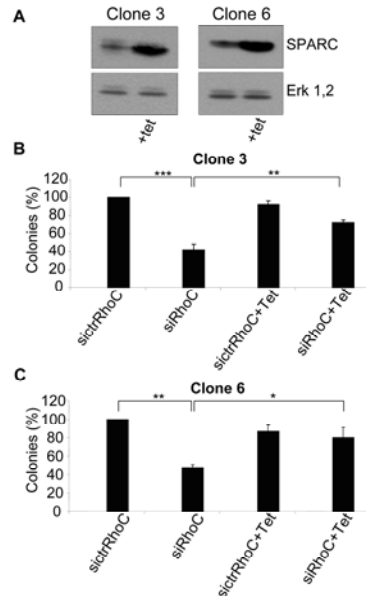 A
Clone 3 Clone 6
SPARC
Erk 1,2
+tet +tet
B
Clone 3
*** **
Colonies (%)
120
100
80
60
40
20
0
sictrRhoC siRhoC sictrRhoC+Tet siRhoC+Tet
C
Clone 6
** *
Colonies (%)
120
100
80
60
40
20
0
sictrRhoC siRhoC sictrRhoC+Tet siRhoC+Tet